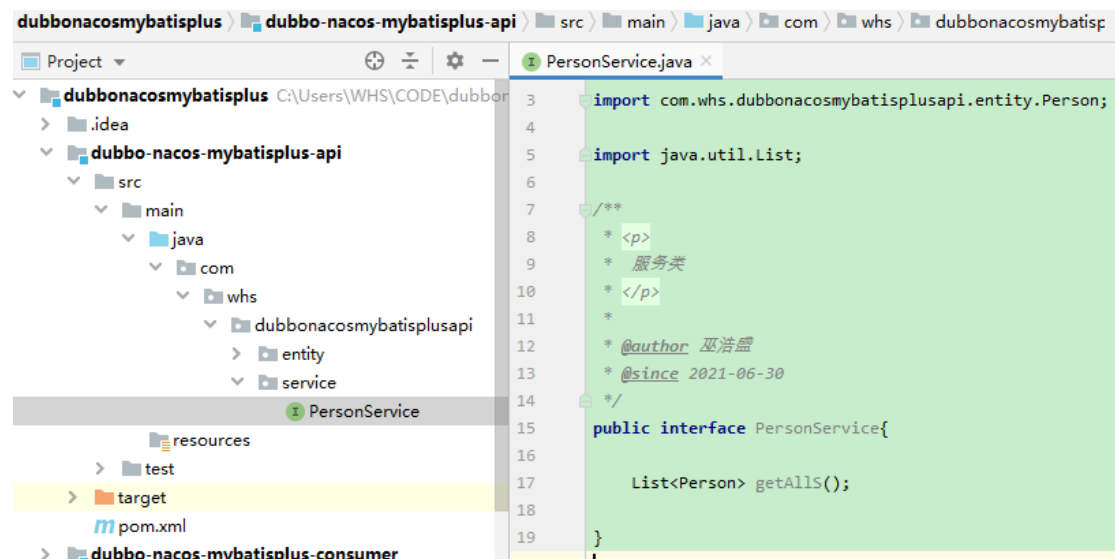 dubbonacosmybatisplus dubbo-nacos-mybatisplus-api src main java com whs dubbonacosmybatisp
Project
PersonService.java
dubbonacosmybatisplus C:\Users\WHS\CODE\dubbor
.idea
dubbo-nacos-mybatisplus-api
src
main
java
com
whs
dubbonacosmybatisplusapi
entity
service
I PersonService
resources
test
target
m pom.xml
dubbo-nacos-mybatisplus-consumer
3 import com.whs.dubbonacosmybatisplusapi.entity.Person;
4
5 import java.util.List;
6
7 /**
8 * <p>
9 * 服务类
10 * </p>
11 *
12 * @author 巫浩盛
13 * @since 2021-06-30
14 */
15 public interface PersonService{
16
17 List<Person> getAllS();
18
19 }